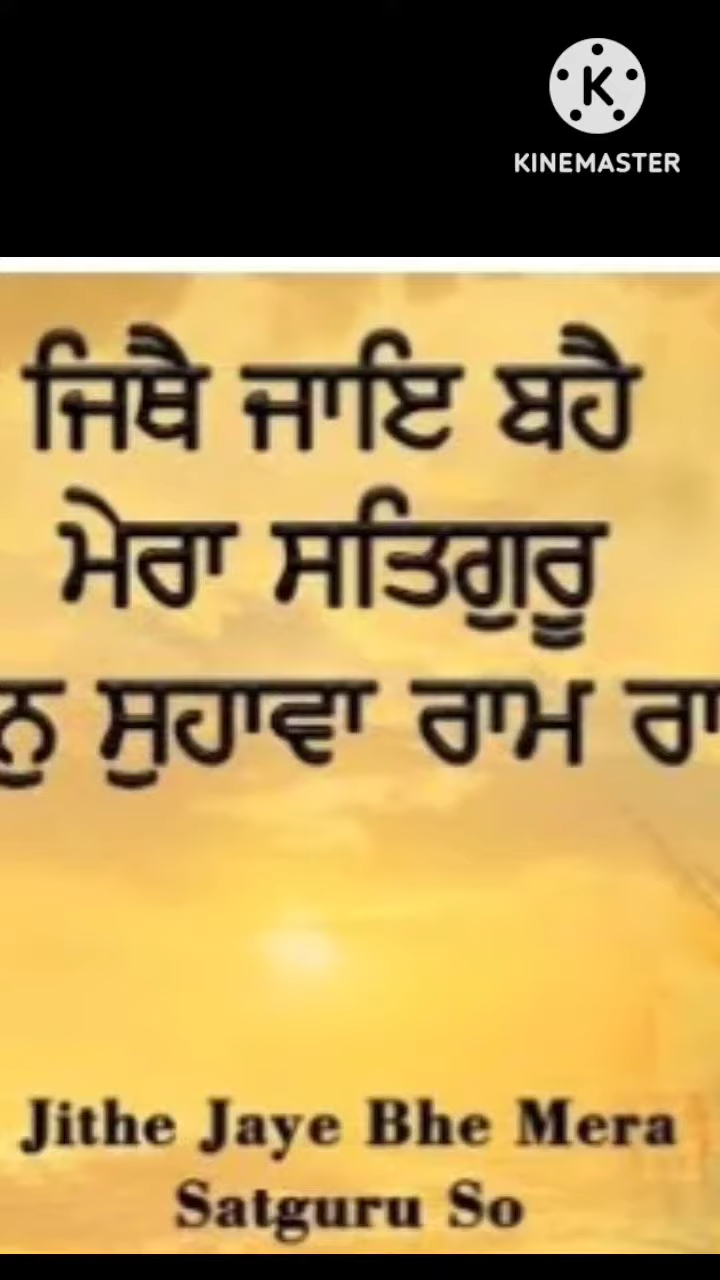 KINEMASTER
ਜਿਥੈ ਜਾਇ ਬਹੈ
ਮੇਰਾ ਸਤਿਗੁਰੂ
ਸੁਹਾਵਾ ਰਾਮ
Jithe Jaye Bhe Mera
Satguru So